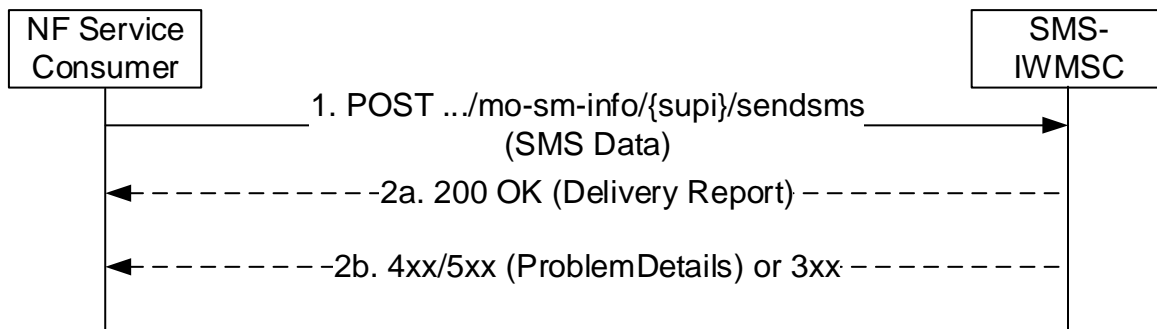 NF Service
Consumer
SMS-
IWMSC
1. POST .../mo-sm-info/{supi}/sendsms
(SMS Data)
2a. 200 OK (Delivery Report)
2b. 4xx/5xx (ProblemDetails) or 3xx